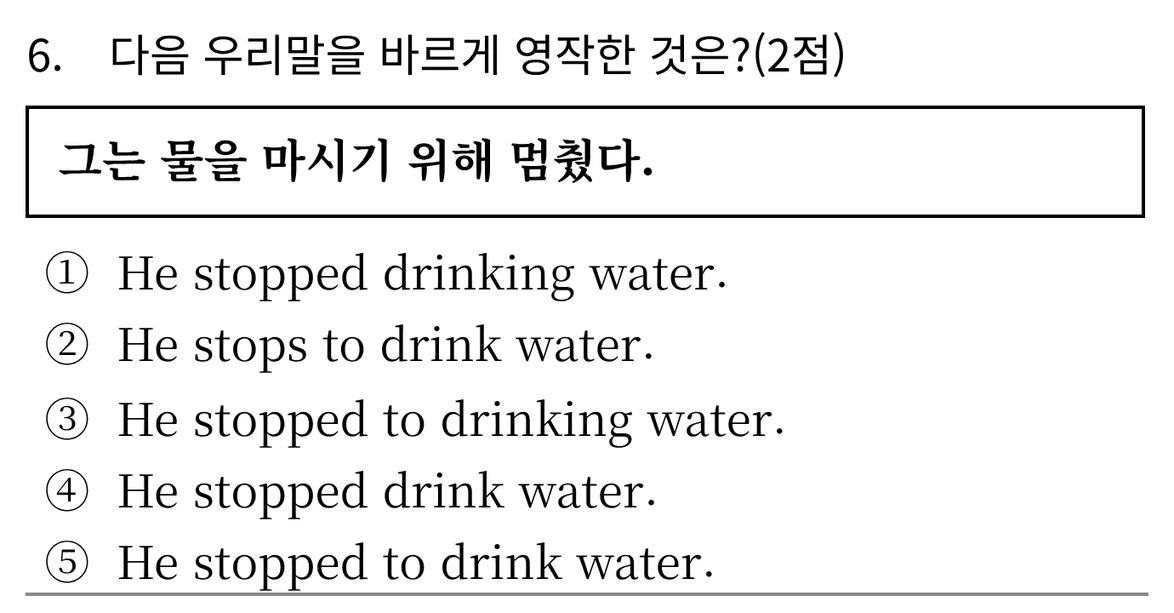 6. 다음 우리말을 바르게 영작한 것은?(2점)
그는 물을 마시기 위해 멈췄다.
① He stopped drinking water.
② He stops to drink water.
③ He stopped to drinking water.
④ He stopped drink water.
⑤ He stopped to drink water.